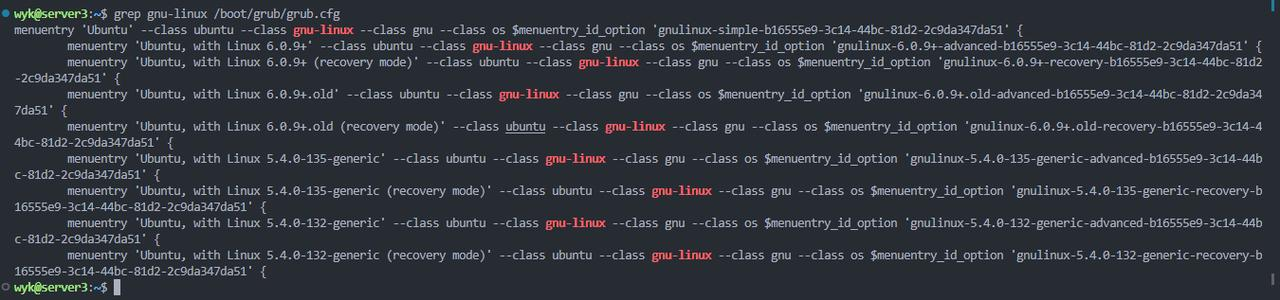 wyk@server3:~$ grep gnu-linux /boot/grub/grub.cfg
menuentry 'Ubuntu' --class ubuntu --class gnu-linux --class gnu --class os $menuentry_id_option 'gnulinux-simple-b16555e9-3c14-44bc-81d2-2c9da347da51' {
        menuentry 'Ubuntu, with Linux 6.0.9+' --class ubuntu --class gnu-linux --class gnu --class os $menuentry_id_option 'gnulinux-6.0.9+-advanced-b16555e9-3c14-44bc-81d2-2c9da347da51' {
        menuentry 'Ubuntu, with Linux 6.0.9+ (recovery mode)' --class ubuntu --class gnu-linux --class gnu --class os $menuentry_id_option 'gnulinux-6.0.9+-recovery-b16555e9-3c14-44bc-81d2
-2c9da347da51' {
        menuentry 'Ubuntu, with Linux 6.0.9+.old' --class ubuntu --class gnu-linux --class gnu --class os $menuentry_id_option 'gnulinux-6.0.9+.old-advanced-b16555e9-3c14-44bc-81d2-2c9da34
7da51' {
        menuentry 'Ubuntu, with Linux 6.0.9+.old (recovery mode)' --class ubuntu --class gnu-linux --class gnu --class os $menuentry_id_option 'gnulinux-6.0.9+.old-recovery-b16555e9-3c14-4
4bc-81d2-2c9da347da51' {
        menuentry 'Ubuntu, with Linux 5.4.0-135-generic' --class ubuntu --class gnu-linux --class gnu --class os $menuentry_id_option 'gnulinux-5.4.0-135-generic-advanced-b16555e9-3c14-44b
c-81d2-2c9da347da51' {
        menuentry 'Ubuntu, with Linux 5.4.0-135-generic (recovery mode)' --class ubuntu --class gnu-linux --class gnu --class os $menuentry_id_option 'gnulinux-5.4.0-135-generic-recovery-b
16555e9-3c14-44bc-81d2-2c9da347da51' {
        menuentry 'Ubuntu, with Linux 5.4.0-132-generic' --class ubuntu --class gnu-linux --class gnu --class os $menuentry_id_option 'gnulinux-5.4.0-132-generic-advanced-b16555e9-3c14-44b
c-81d2-2c9da347da51' {
        menuentry 'Ubuntu, with Linux 5.4.0-132-generic (recovery mode)' --class ubuntu --class gnu-linux --class gnu --class os $menuentry_id_option 'gnulinux-5.4.0-132-generic-recovery-b
16555e9-3c14-44bc-81d2-2c9da347da51' {
wyk@server3:~$